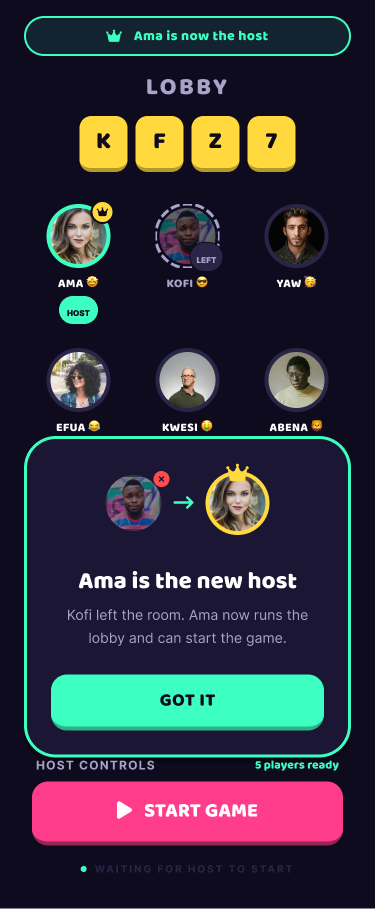 Ama is now the host
LOBBY
K F Z 7
AMA 🤩 KOFI 😎 YAW 🥳
LEFT
HOST
EFUA 😂 KWESI 🤑 ABENA 🦁
Ama is the new host
Kofi left the room. Ama now runs the
lobby and can start the game.
GOT IT
HOST CONTROLS 5 players ready
START GAME
WAITING FOR HOST TO START